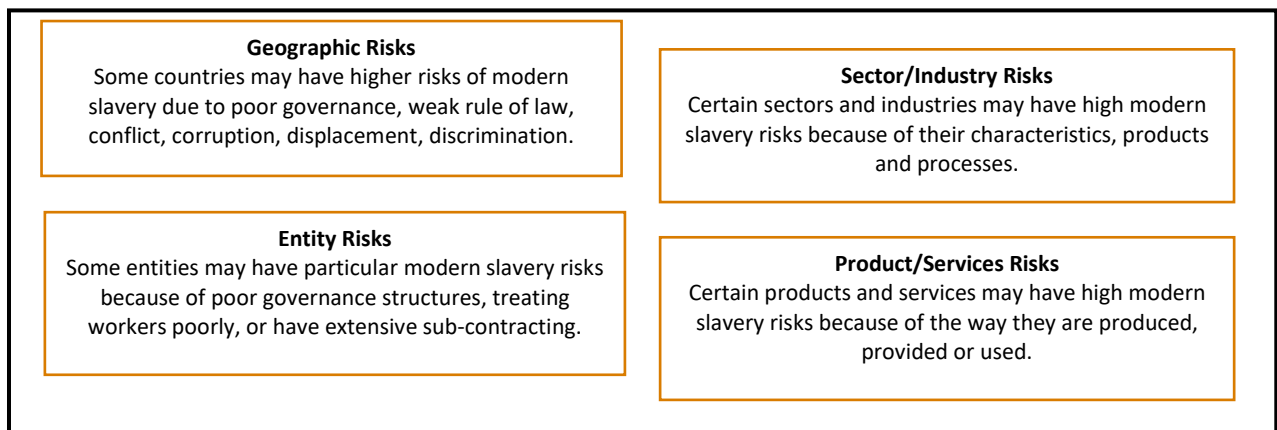 Geographic Risks
Some countries may have higher risks of modern
slavery due to poor governance, weak rule of law,
conflict, corruption, displacement, discrimination.
Sector/Industry Risks
Certain sectors and industries may have high modern
slavery risks because of their characteristics, products
and processes.
Entity Risks
Some entities may have particular modern slavery risks
because of poor governance structures, treating
workers poorly, or have extensive sub-contracting.
Product/Services Risks
Certain products and services may have high modern
slavery risks because of the way they are produced,
provided or used.